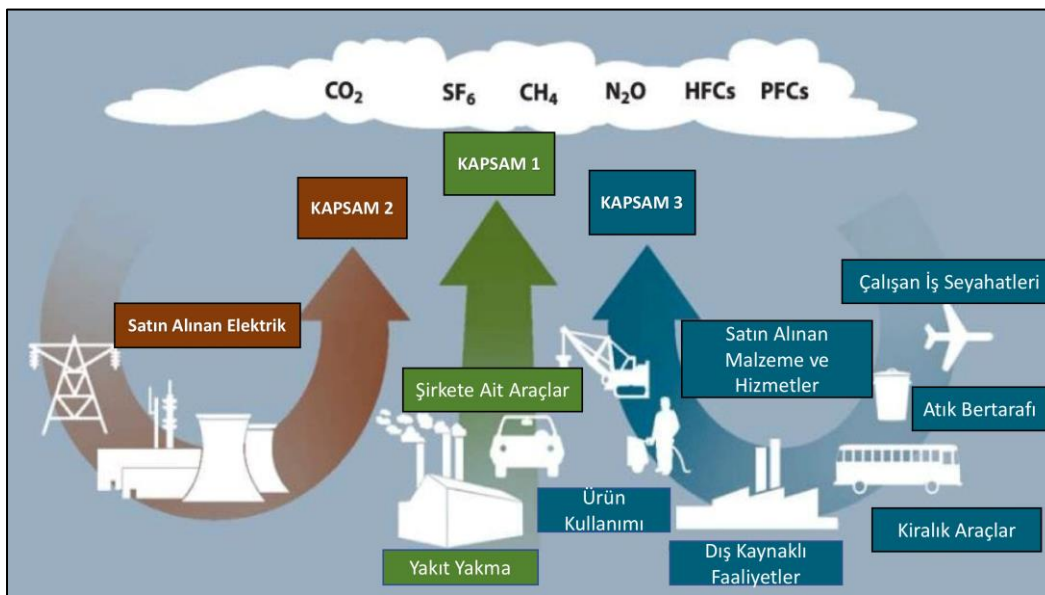 CO₂ SF₆ CH₄ N₂O HFCs PFCs
KAPSAM 1
KAPSAM 2
KAPSAM 3
Çalışan İş Seyahatleri
Satın Alınan Elektrik
Satın Alınan
Malzeme ve
Hizmetler
Şirkete Ait Araçlar
Atık Bertarafı
Ürün
Kullanımı
Kiralık Araçlar
Yakıt Yakma
Dış Kaynaklı
Faaliyetler